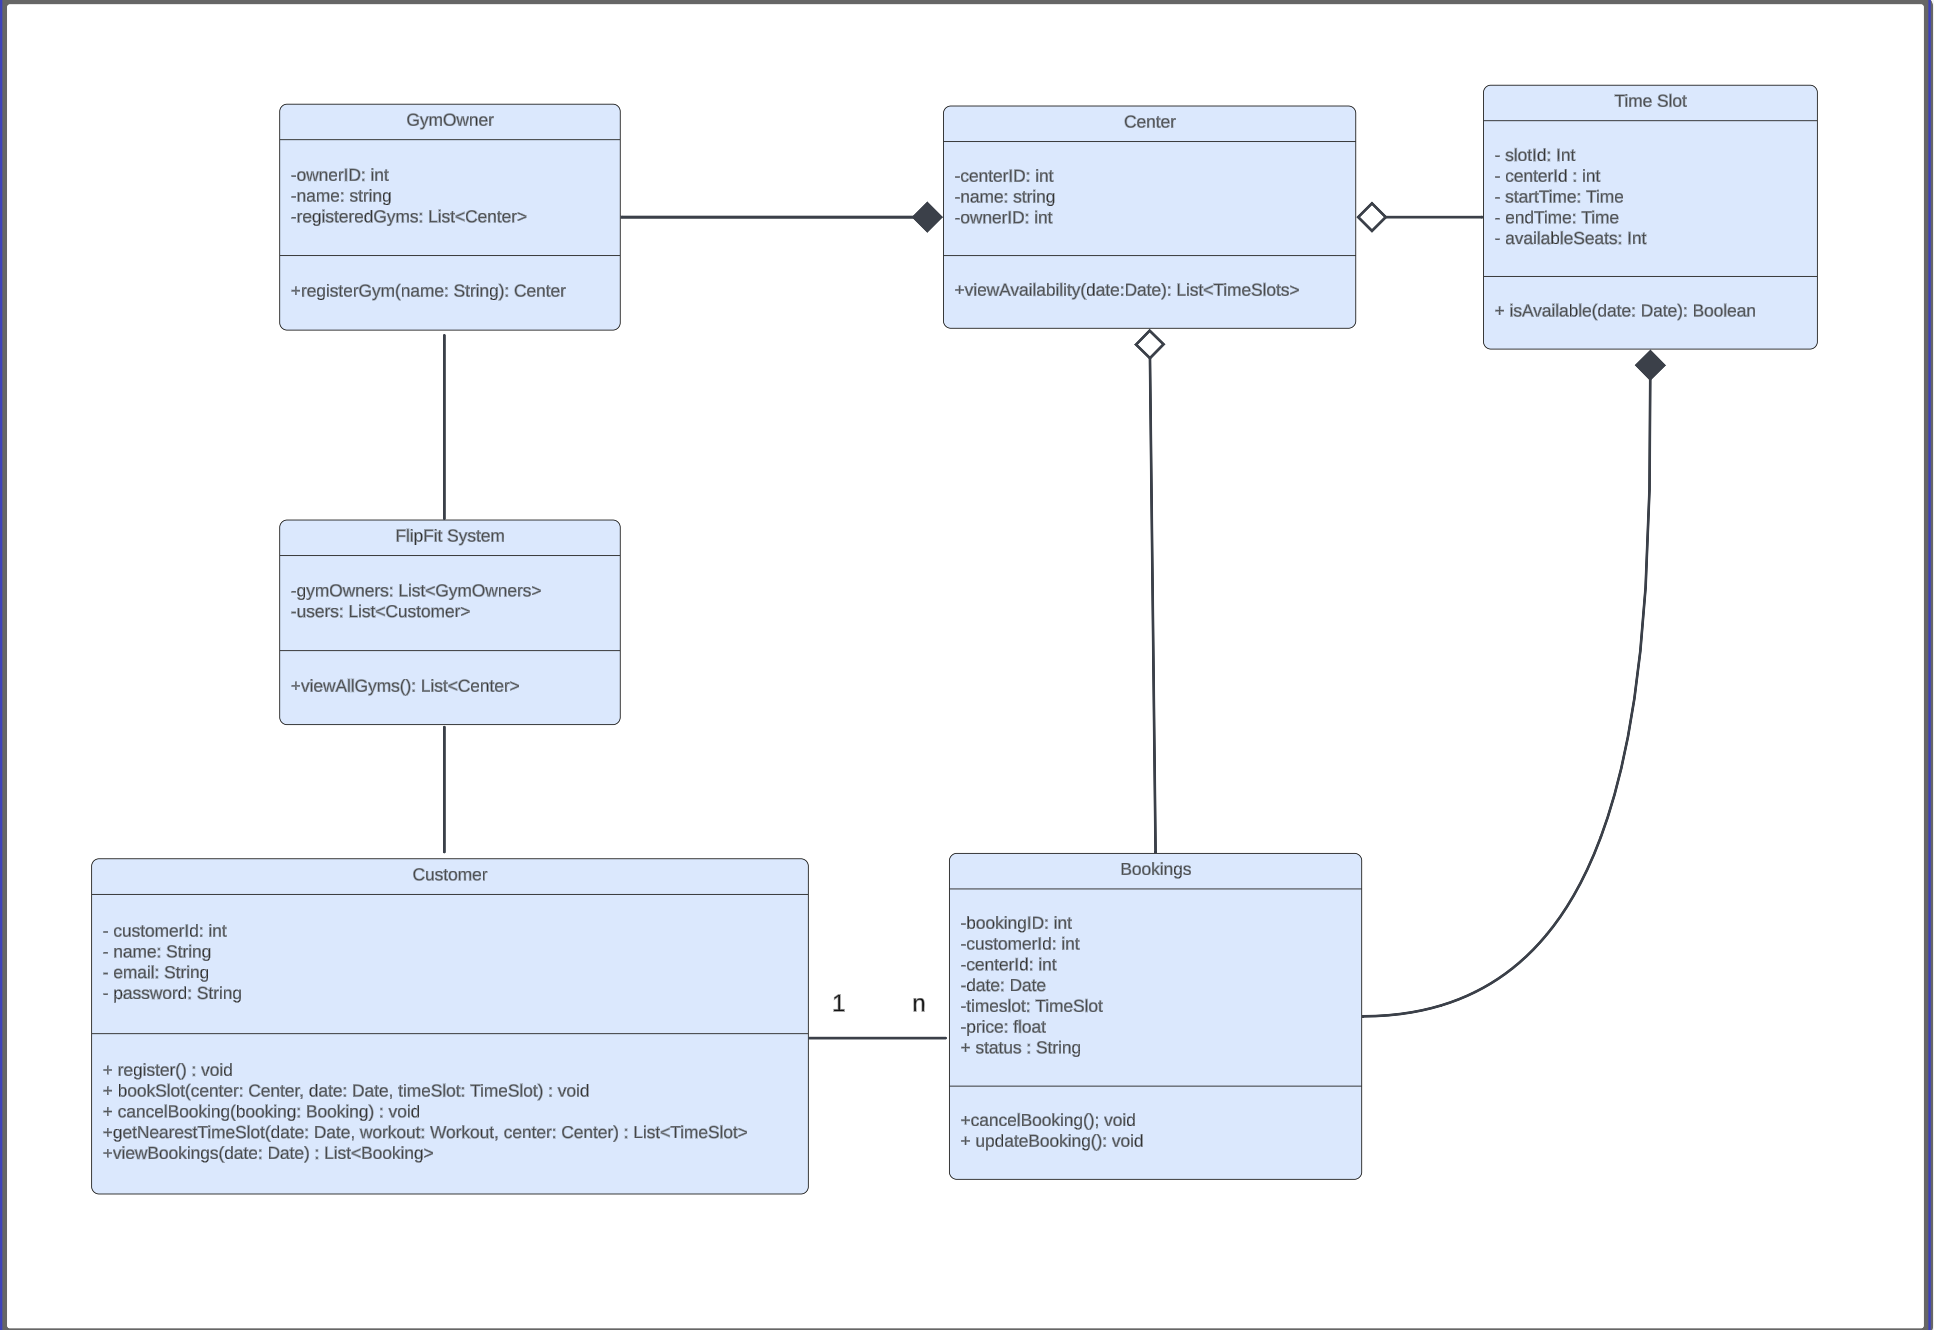 GymOwner
-ownerID: int
-name: string
-registeredGyms: List<Center>
+registerGym(name: String): Center
Center
-centerID: int
-name: string
-ownerID: int
+viewAvailability(date:Date): List<TimeSlots>
Time Slot
- slotId: Int
- centerId : int
- startTime: Time
- endTime: Time
- availableSeats: Int
+ isAvailable(date: Date): Boolean
FlipFit System
-gymOwners: List<GymOwners>
-users: List<Customer>
+viewAllGyms(): List<Center>
Customer
- customerId: int
- name: String
- email: String
- password: String
+ register() : void
+ bookSlot(center: Center, date: Date, timeSlot: TimeSlot) : void
+ cancelBooking(booking: Booking) : void
+getNearestTimeSlot(date: Date, workout: Workout, center: Center) : List<TimeSlot>
+viewBookings(date: Date) : List<Booking>
1 n
Bookings
-bookingID: int
-customerId: int
-centerId: int
-date: Date
-timeslot: TimeSlot
-price: float
+ status : String
+cancelBooking(); void
+ updateBooking(): void